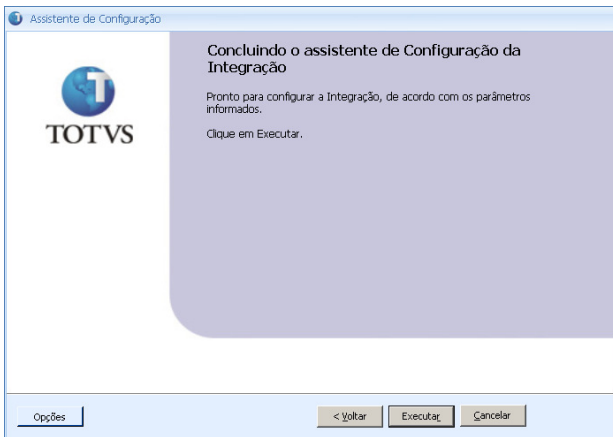 Assistente de Configuração
Concluindo o assistente de Configuração da
Integração
Pronto para configurar a Integração, de acordo com os parâmetros
informados.
Clique em Executar.
TOTVS
Opções
< Voltar
Executar
Cancelar